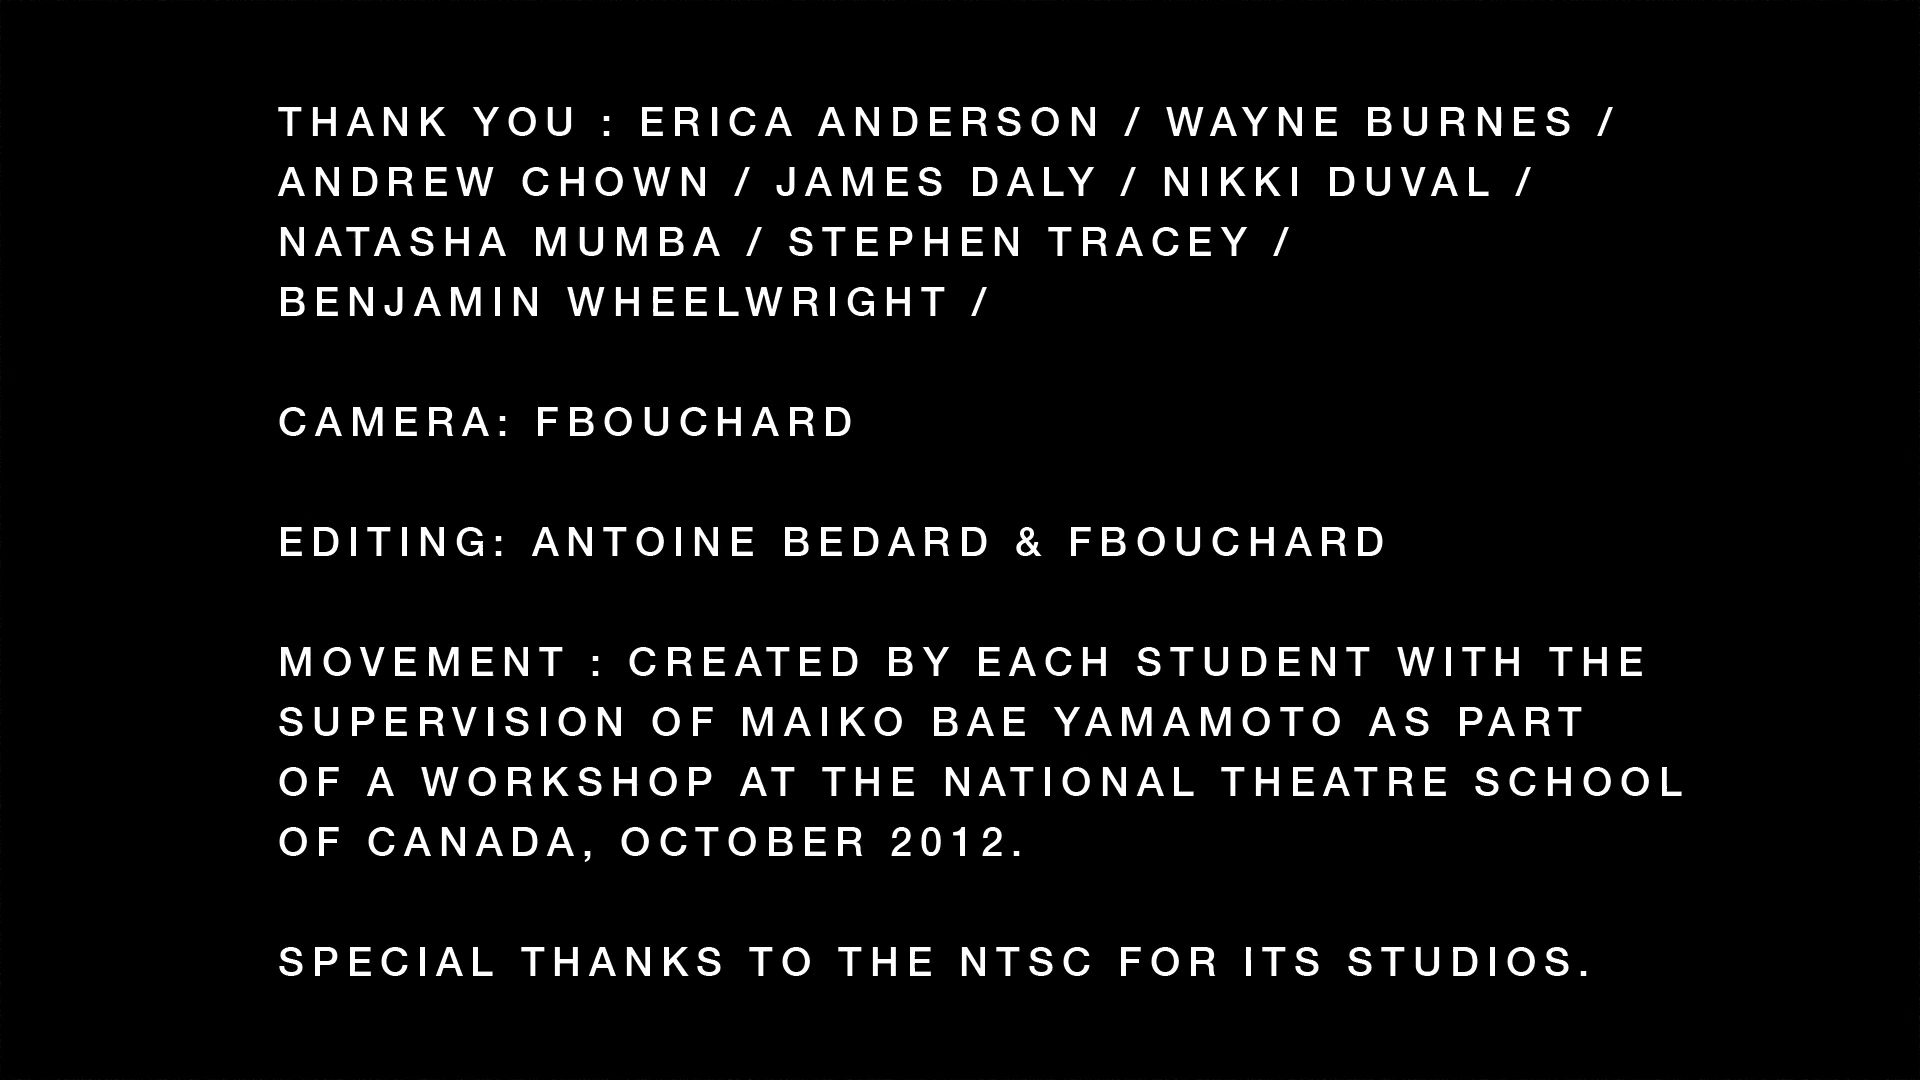 THANK YOU : ERICA ANDERSON / WAYNE BURNES /
ANDREW CHOWN / JAMES DALY / NIKKI DUVAL /
NATASHA MUMBA / STEPHEN TRACEY /
BENJAMIN WHEELWRIGHT /
CAMERA: FBOUCHARD
EDITING: ANTOINE BEDARD & FBOUCHARD
MOVEMENT : CREATED BY EACH STUDENT WITH THE
SUPERVISION OF MAIKO BAE YAMAMOTO AS PART
OF A WORKSHOP AT THE NATIONAL THEATRE SCHOOL
OF CANADA, OCTOBER 2012.
SPECIAL THANKS TO THE NTSC FOR ITS STUDIOS.